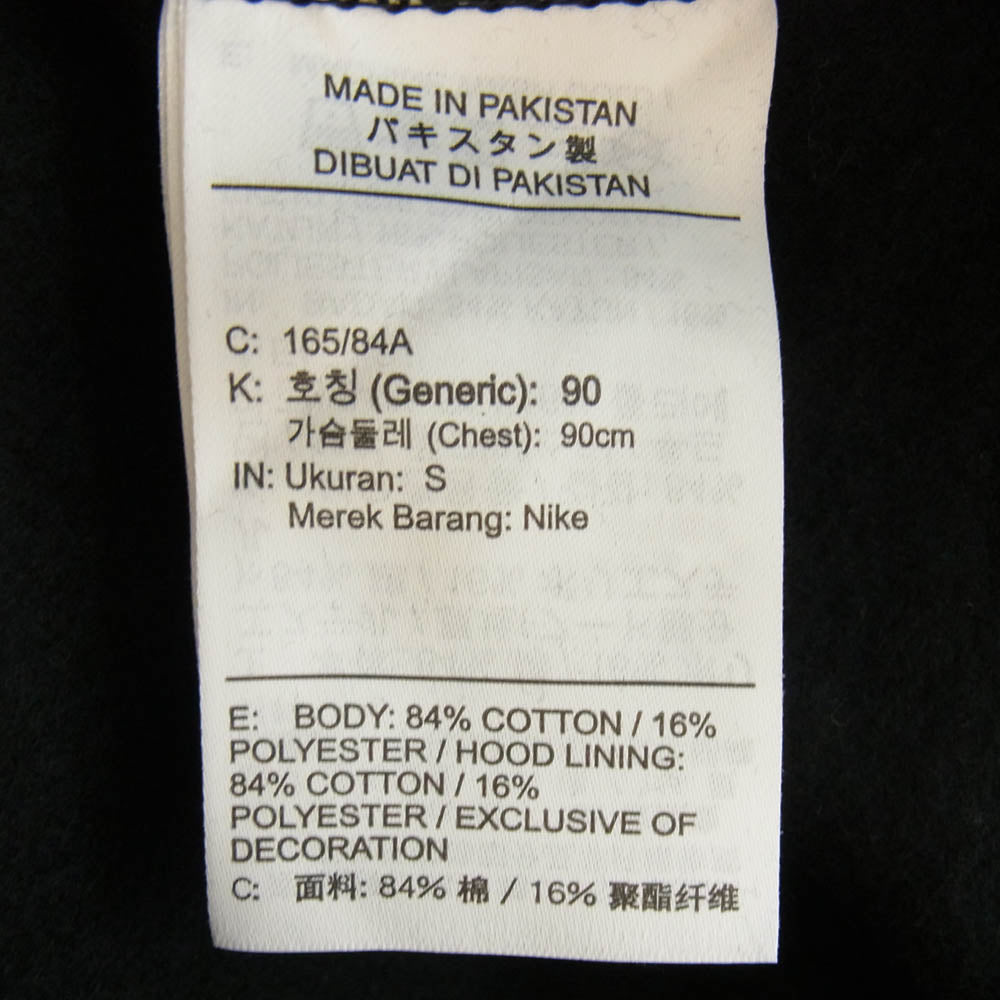 MADE IN PAKISTAN
パキスタン製
DIBUAT DI PAKISTAN
C: 165/84A
K: 호칭 (Generic): 90
가슴둘레 (Chest): 90cm
IN: Ukuran: S
Merek Barang: Nike
E: BODY: 84% COTTON / 16%
POLYESTER / HOOD LINING:
84% COTTON / 16%
POLYESTER / EXCLUSIVE OF
DECORATION
C: 面料: 84% 棉 / 16% 聚酯纤维